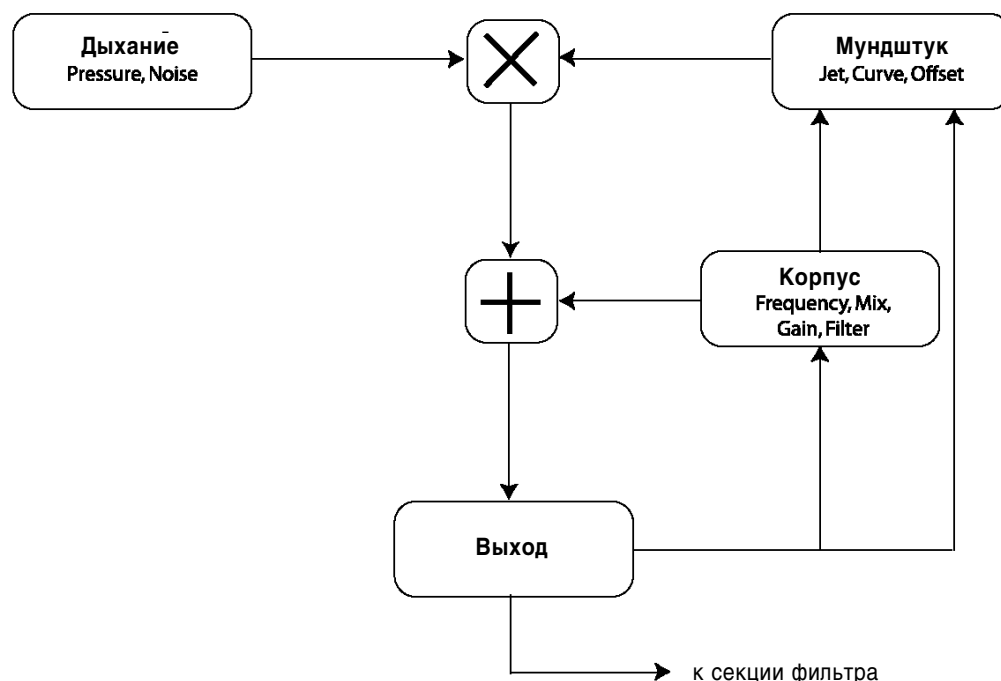 Дыхание
Pressure, Noise
Мундштук
Jet, Curve, Offset
Корпус
Frequency, Mix,
Gain, Filter
Выход
к секции фильтра